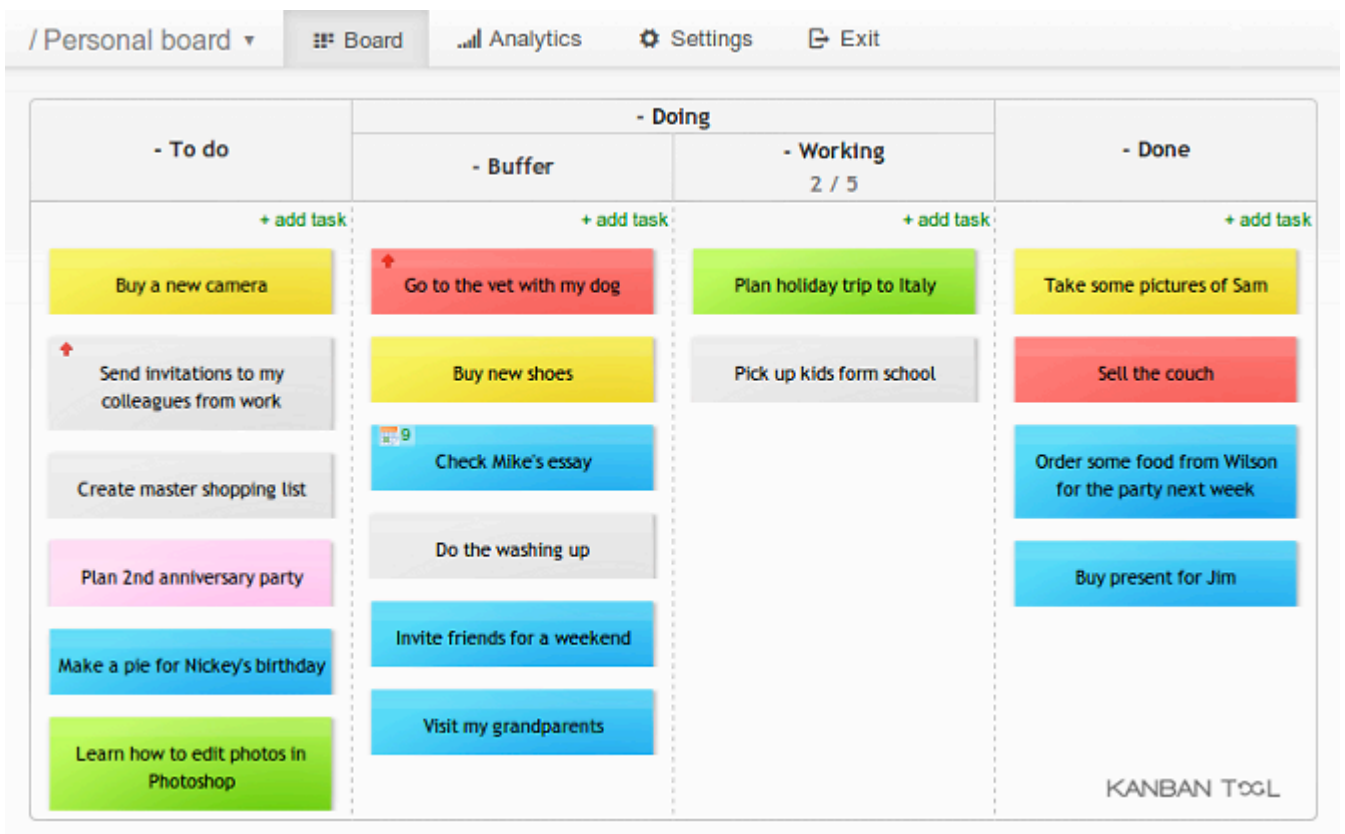 / Personal board ▾
Board
Analytics
Settings
Exit
- To do
- Doing
- Buffer
- Working
2 / 5
- Done
+ add task
Buy a new camera
Send invitations to my
colleagues from work
Create master shopping list
Plan 2nd anniversary party
Make a pie for Nickey's birthday
Learn how to edit photos in
Photoshop
+ add task
Go to the vet with my dog
Buy new shoes
9
Check Mike's essay
Do the washing up
Invite friends for a weekend
Visit my grandparents
+ add task
Plan holiday trip to Italy
Pick up kids form school
+ add task
Take some pictures of Sam
Sell the couch
Order some food from Wilson
for the party next week
Buy present for Jim
KANBAN TOOL